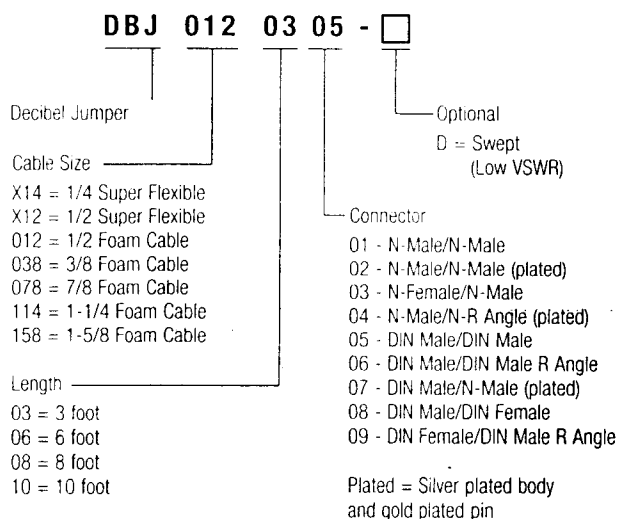 DBJ 012 03 05 - □
Decibel Jumper
Cable Size
X14 = 1/4 Super Flexible
X12 = 1/2 Super Flexible
012 = 1/2 Foam Cable
038 = 3/8 Foam Cable
078 = 7/8 Foam Cable
114 = 1-1/4 Foam Cable
158 = 1-5/8 Foam Cable
Length
03 = 3 foot
06 = 6 foot
08 = 8 foot
10 = 10 foot
Optional
D = Swept
(Low VSWR)
Connector
01 - N-Male/N-Male
02 - N-Male/N-Male (plated)
03 - N-Female/N-Male
04 - N-Male/N-R Angle (plated)
05 - DIN Male/DIN Male
06 - DIN Male/DIN Male R Angle
07 - DIN Male/N-Male (plated)
08 - DIN Male/DIN Female
09 - DIN Female/DIN Male R Angle
Plated = Silver plated body
and gold plated pin